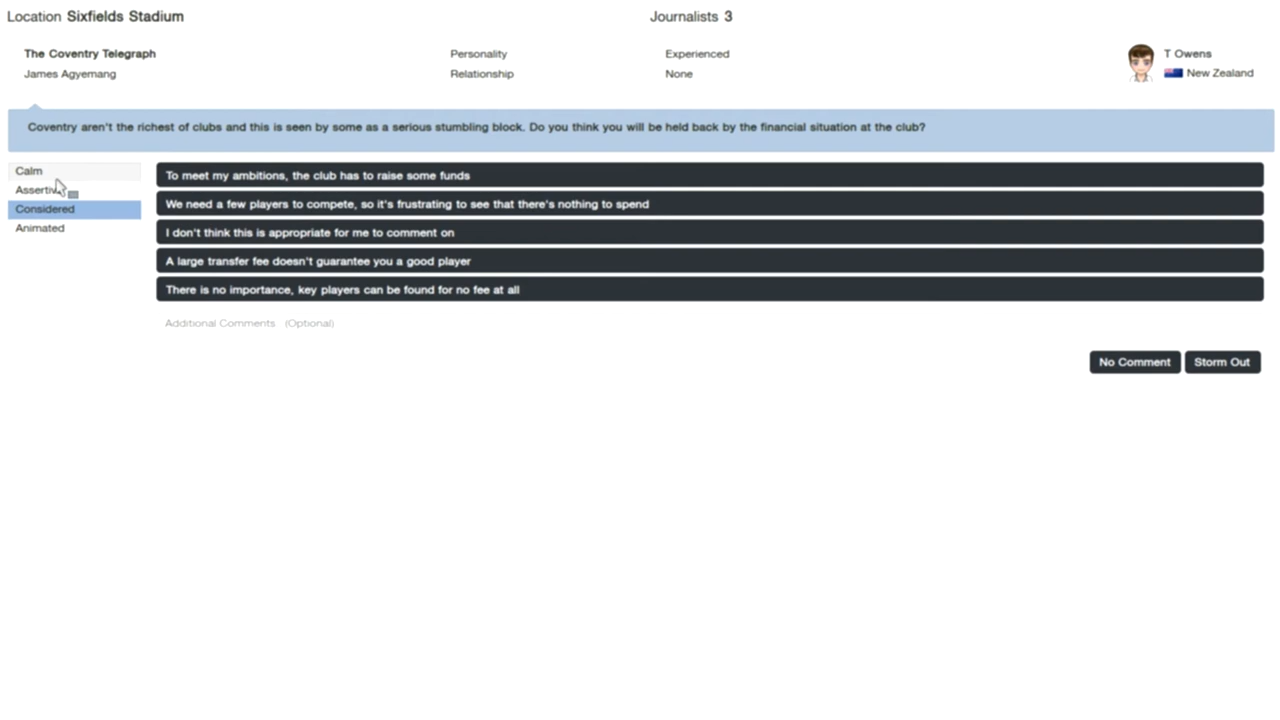 Location Sixfields Stadium
Journalists 3
The Coventry Telegraph
Personality
Experienced
T Owens
James Agyemang
Relationship
None
New Zealand
Coventry aren't the richest of clubs and this is seen by some as a serious stumbling block. Do you think you will be held back by the financial situation at the club?
Calm
Assertiv
Considered
Animated
To meet my ambitions, the club has to raise some funds
We need a few players to compete, so it's frustrating to see that there's nothing to spend
I don't think this is appropriate for me to comment on
A large transfer fee doesn't guarantee you a good player
There is no importance, key players can be found for no fee at all
Additional Comments (Optional)
No Comment
Storm Out